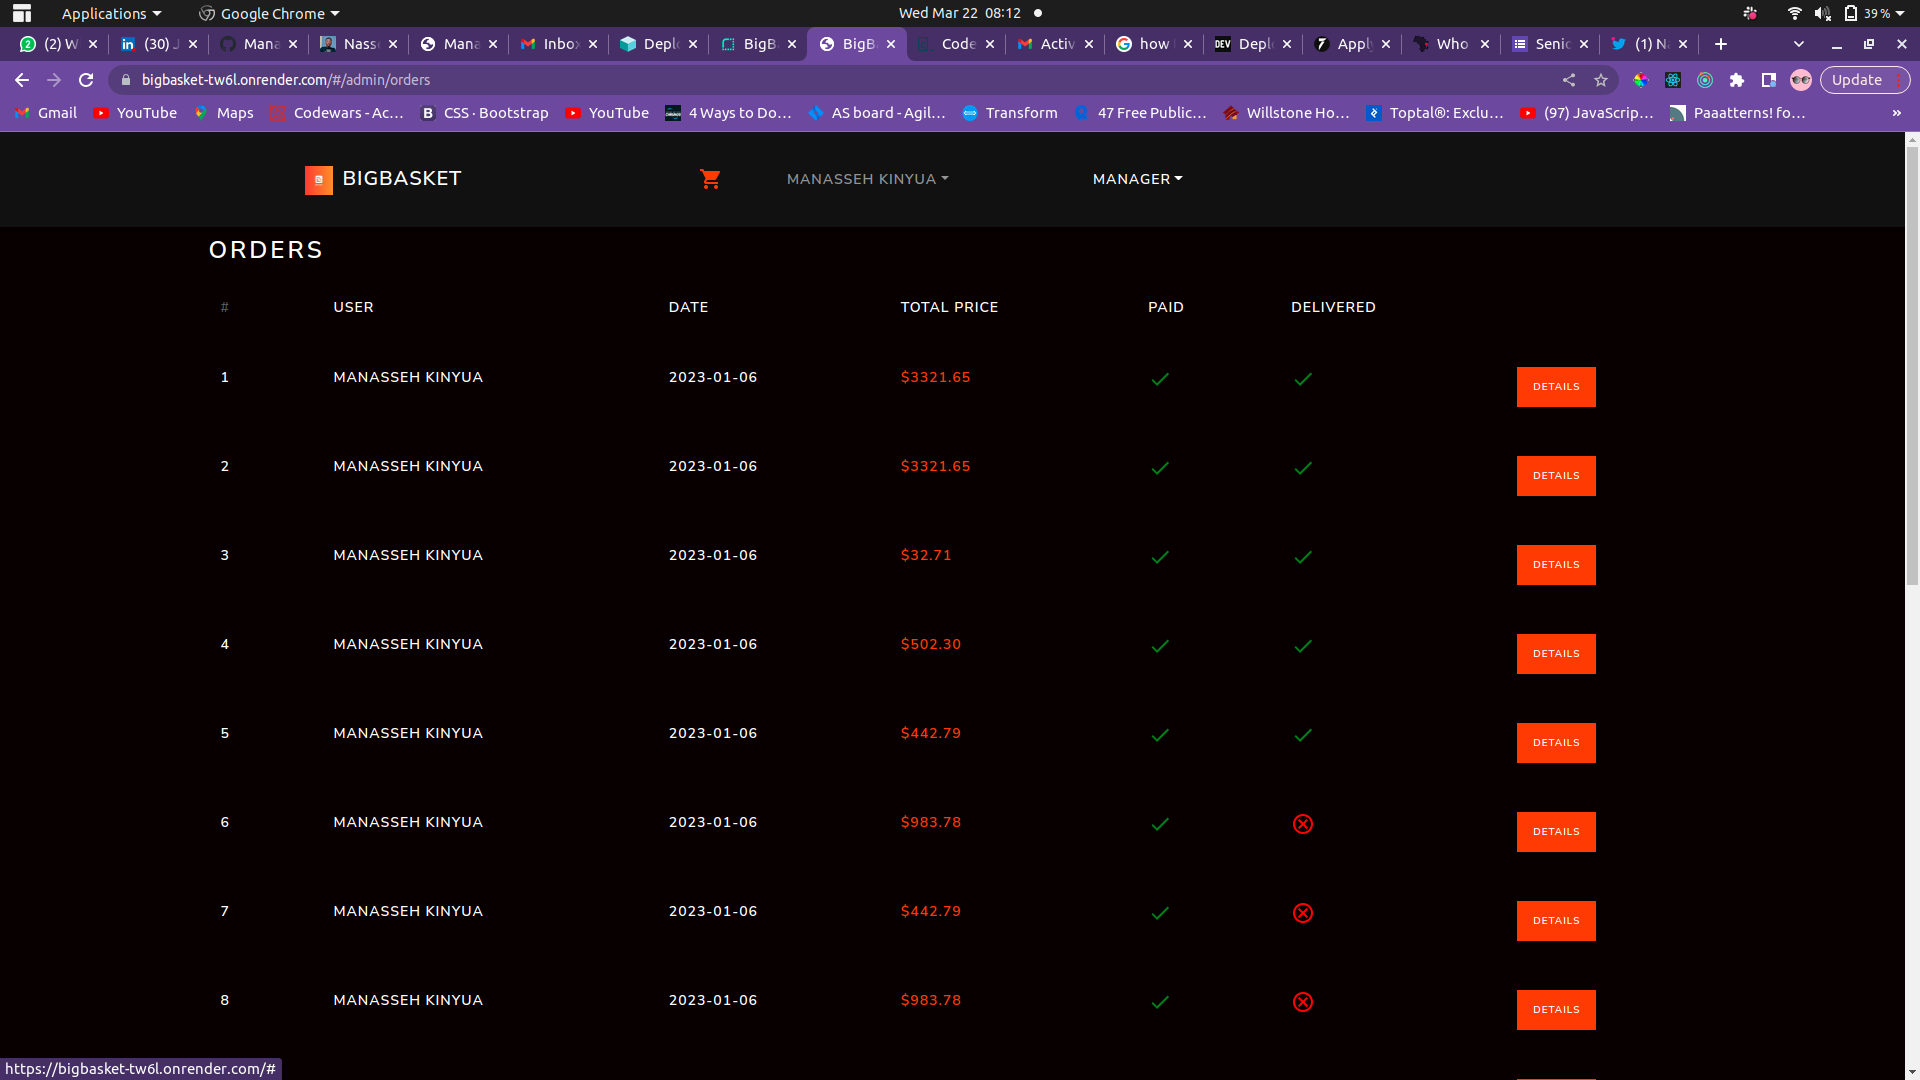 Applications Google Chrome Wed Mar 22 08:12 39 %
(2) W (30) J Mana Nass Mana Inbo Deplo BigB BigB Code Activ how Deplo Apply Who Senic (1) N
bigbasket-tw6l.onrender.com/#/admin/orders Update
Gmail YouTube Maps Codewars - Ac... CSS · Bootstrap YouTube 4 Ways to Do... AS board - Agil... Transform 47 Free Public... Willstone Ho... Toptal®: Exclu... (97) JavaScrip... Paaatterns! fo... »
BIGBASKET MANASSEH KINYUA MANAGER
ORDERS
# USER DATE TOTAL PRICE PAID DELIVERED
1 MANASSEH KINYUA 2023-01-06 $3321.65 DETAILS
2 MANASSEH KINYUA 2023-01-06 $3321.65 DETAILS
3 MANASSEH KINYUA 2023-01-06 $32.71 DETAILS
4 MANASSEH KINYUA 2023-01-06 $502.30 DETAILS
5 MANASSEH KINYUA 2023-01-06 $442.79 DETAILS
6 MANASSEH KINYUA 2023-01-06 $983.78 DETAILS
7 MANASSEH KINYUA 2023-01-06 $442.79 DETAILS
8 MANASSEH KINYUA 2023-01-06 $983.78 DETAILS
https://bigbasket-tw6l.onrender.com/#